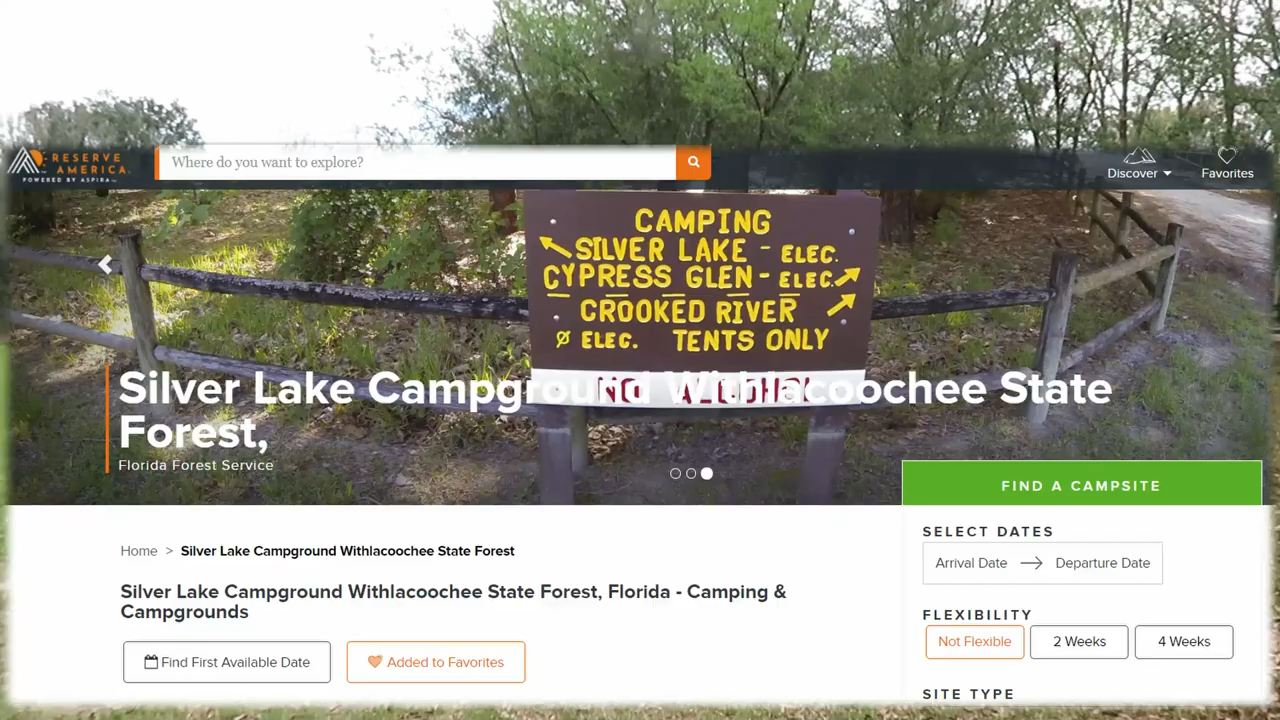 RESERVE
AMERICA
POWERED BY ASPIRA
Where do you want to explore?
Discover
Favorites
CAMPING
SILVER LAKE - ELEC.
CYPRESS GLEN - ELEC.
CROOKED RIVER
Ø ELEC. TENTS ONLY
NO ALCOHOL
Silver Lake Campground Withlacoochee State
Forest,
Florida Forest Service
FIND A CAMPSITE
SELECT DATES
Arrival Date → Departure Date
Home > Silver Lake Campground Withlacoochee State Forest
Silver Lake Campground Withlacoochee State Forest, Florida - Camping &
Campgrounds
FLEXIBILITY
Not Flexible 2 Weeks 4 Weeks
Find First Available Date Added to Favorites
SITE TYPE